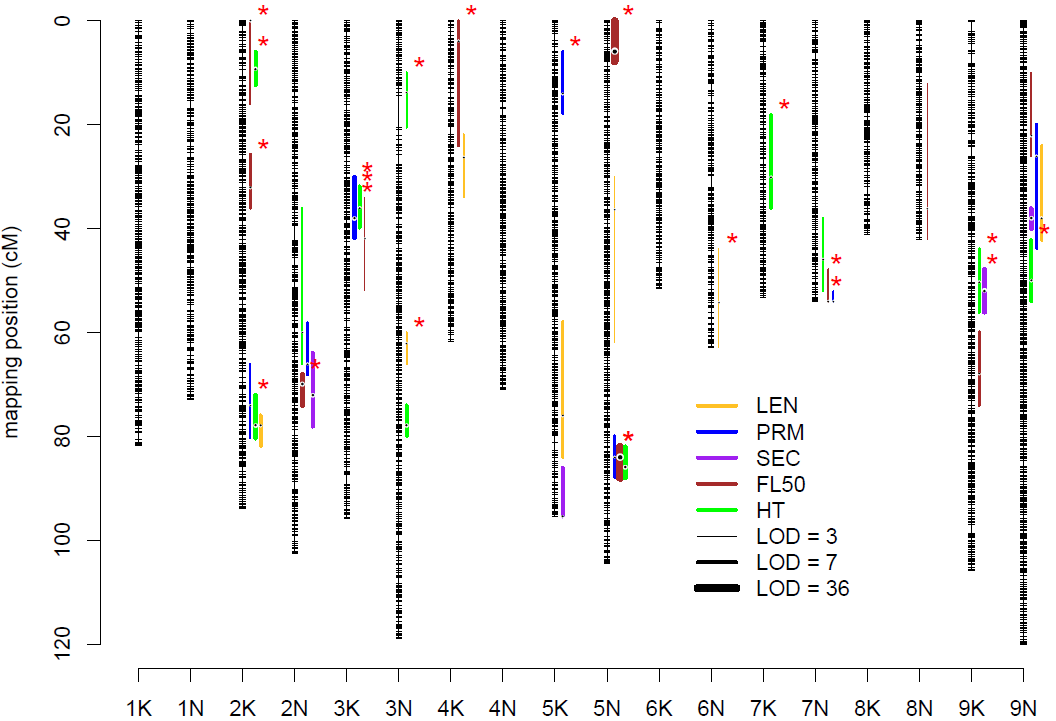 mapping position (cM)
0
20
40
60
80
100
120
LEN
PRM
SEC
FL50
HT
LOD = 3
LOD = 7
LOD = 36
1K 1N 2K 2N 3K 3N 4K 4N 5K 5N 6K 6N 7K 7N 8K 8N 9K 9N